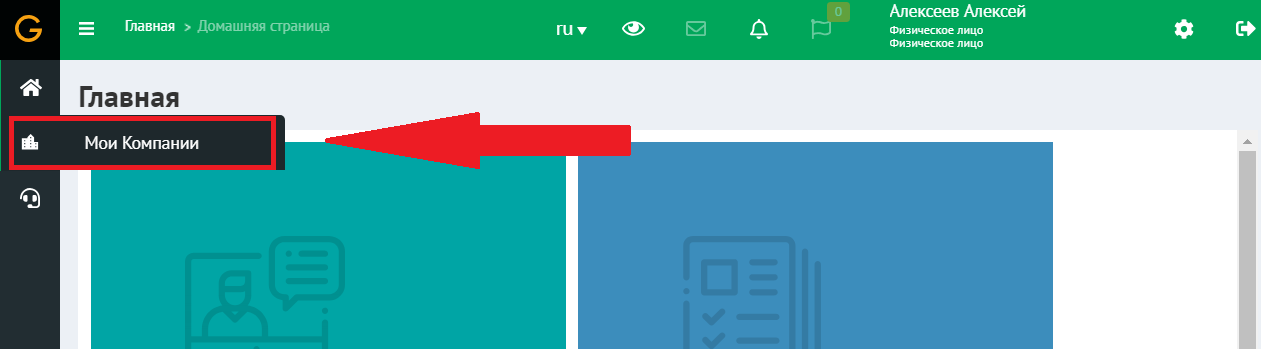 G
Главная > Домашняя страница
ru
0
Алексеев Алексей
Физическое лицо
Физическое лицо
Главная
Мои Компании